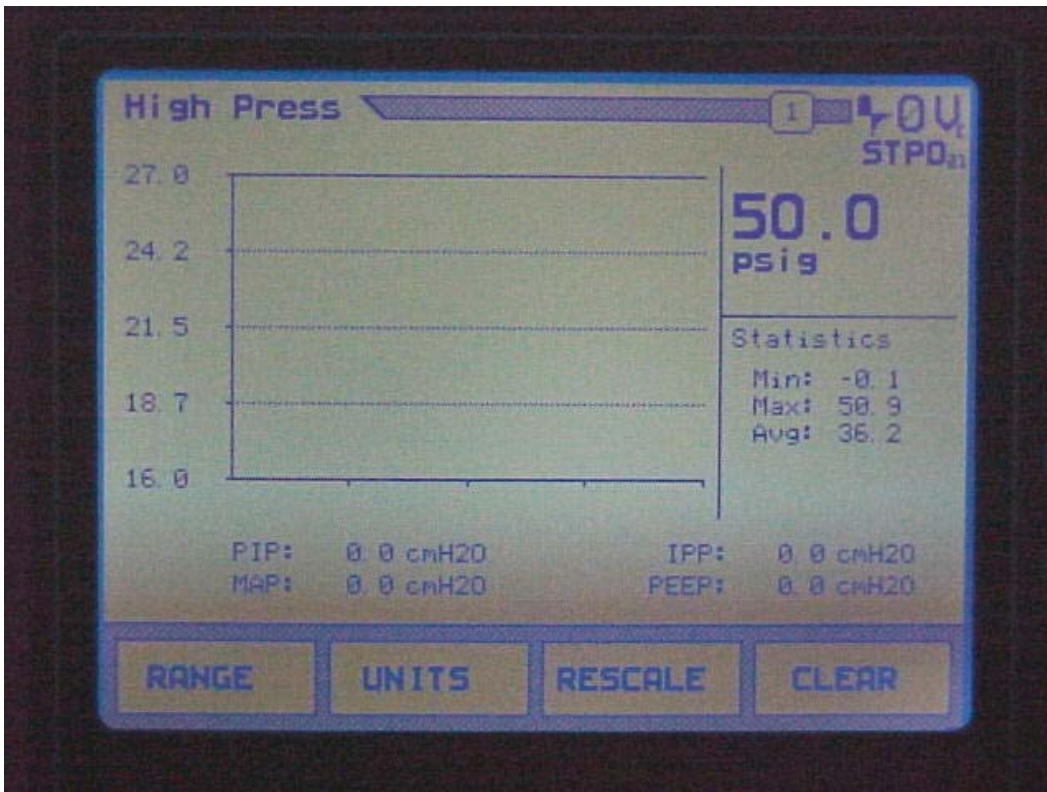 High Press 1 0 Vt
STPD21
27.0
24.2
21.5
18.7
16.0
50.0
psig
Statistics
Min: -0.1
Max: 50.9
Avg: 36.2
PIP: 0.0 cmH2O IPP: 0.0 cmH2O
MAP: 0.0 cmH2O PEEP: 0.0 cmH2O
RANGE UNITS RESCALE CLEAR